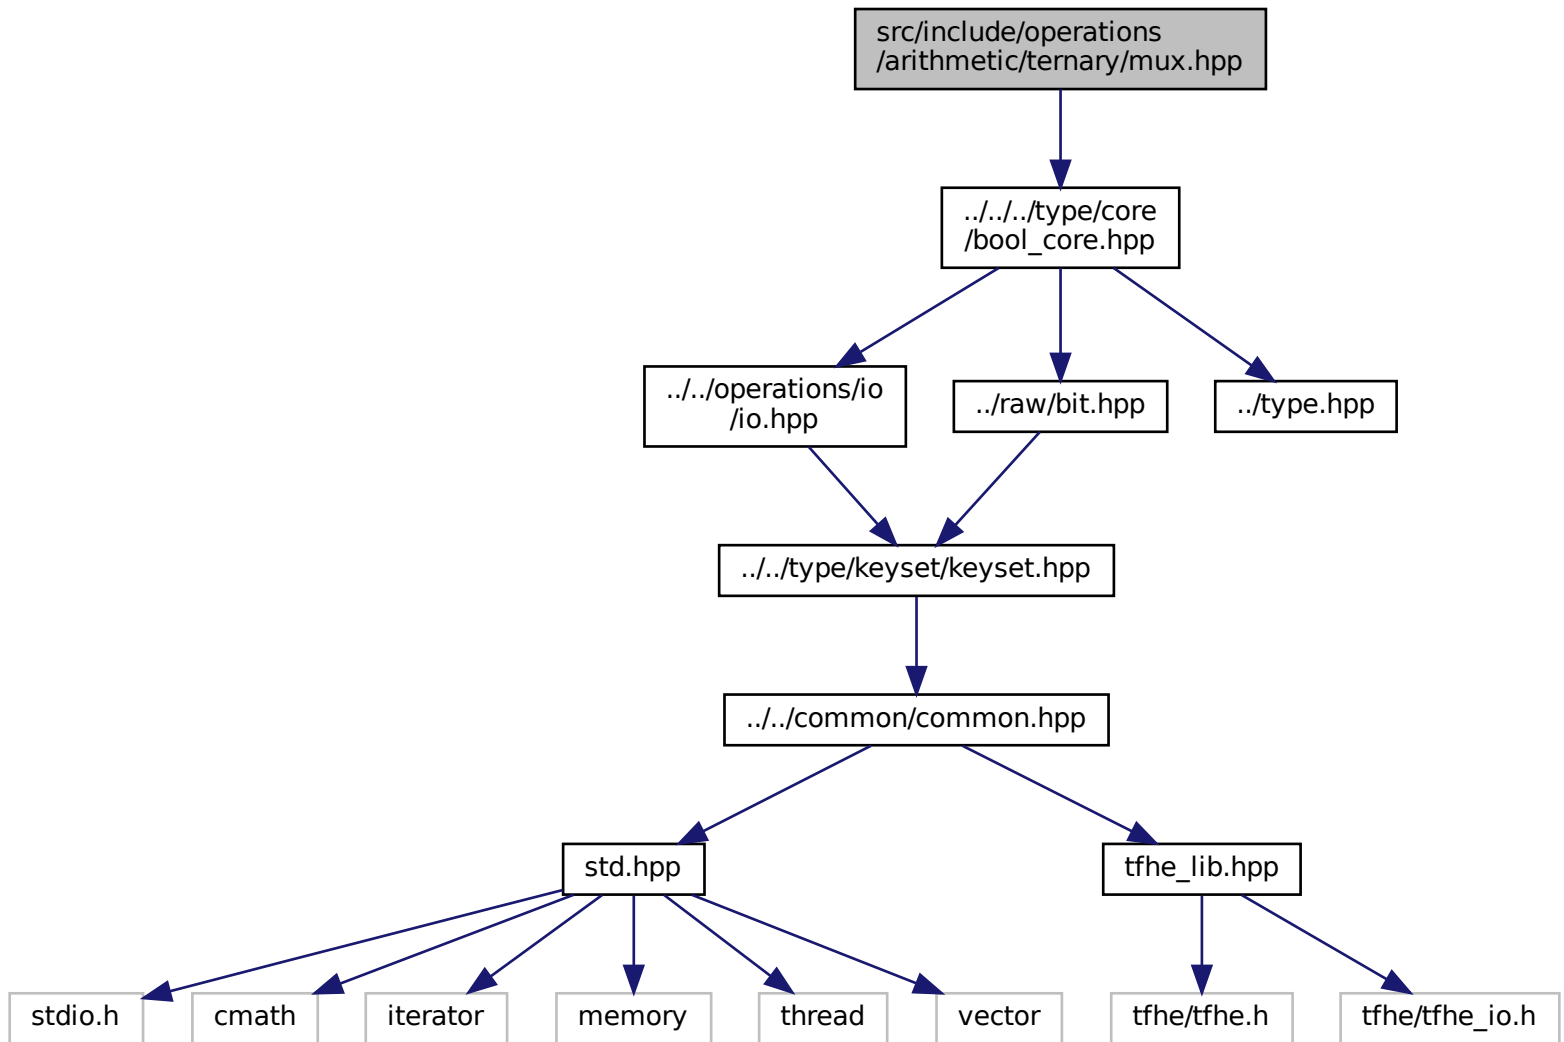 src/include/operations
/arithmetic/ternary/mux.hpp
../../../type/core
/bool_core.hpp
../../operations/io
/io.hpp
../raw/bit.hpp
../type.hpp
../../type/keyset/keyset.hpp
../../common/common.hpp
std.hpp
tfhe_lib.hpp
stdio.h
cmath
iterator
memory
thread
vector
tfhe/tfhe.h
tfhe/tfhe_io.h